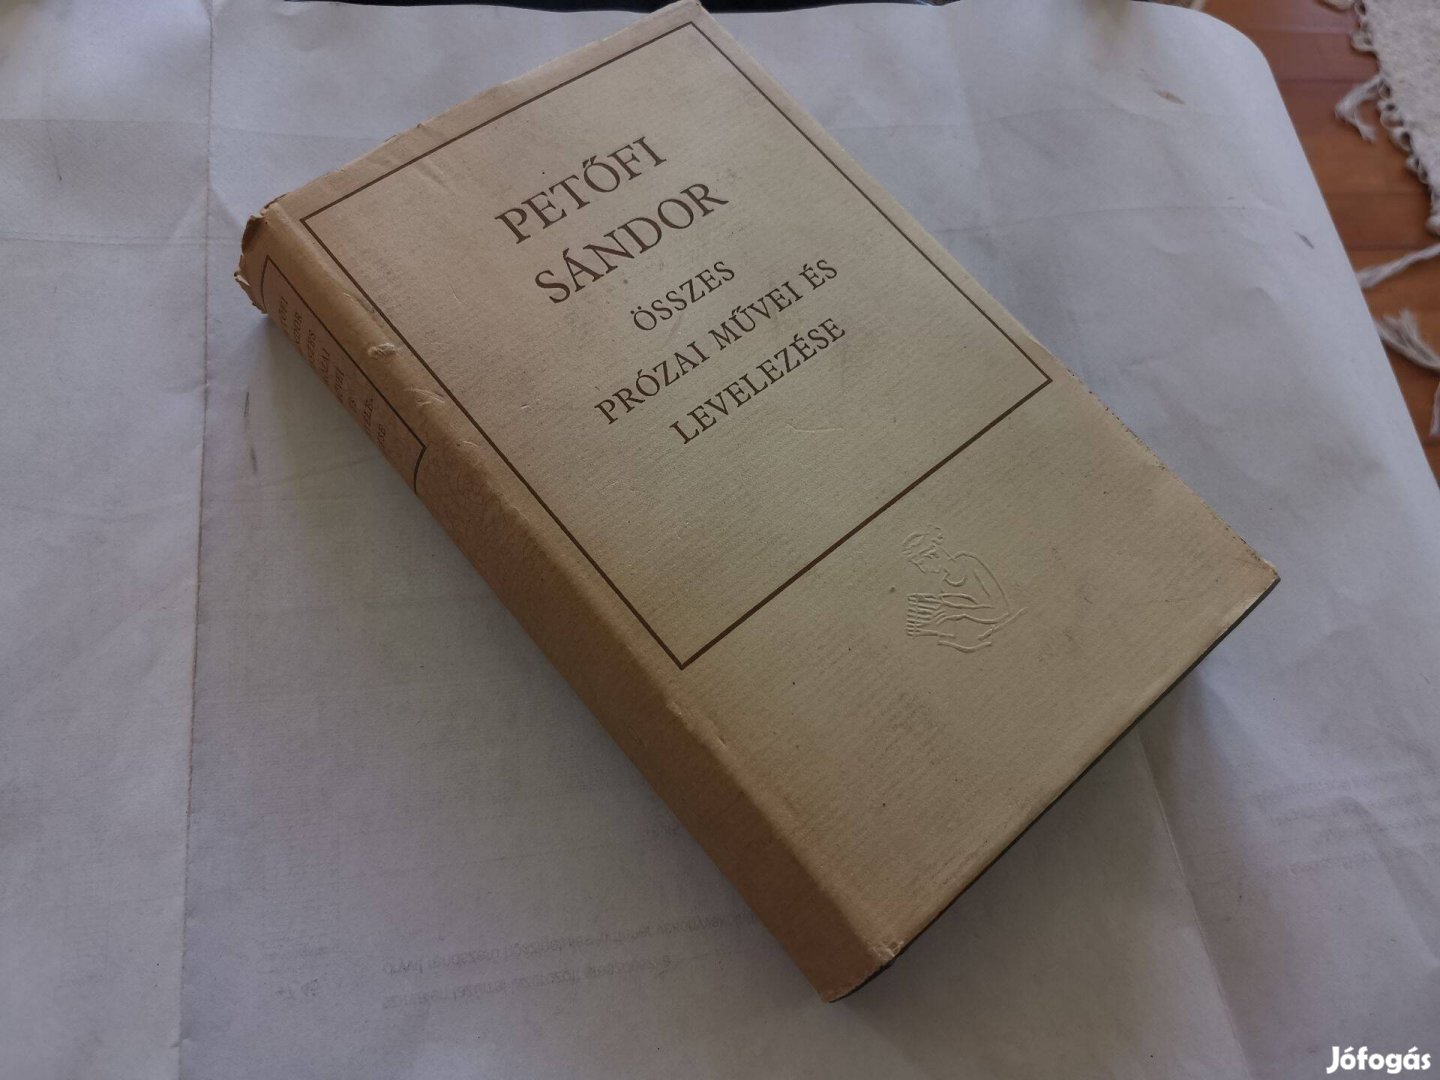 PETŐFI
SÁNDOR
ÖSSZES
PRÓZAI MŰVEI ÉS
LEVELEZÉSE
Jófogás